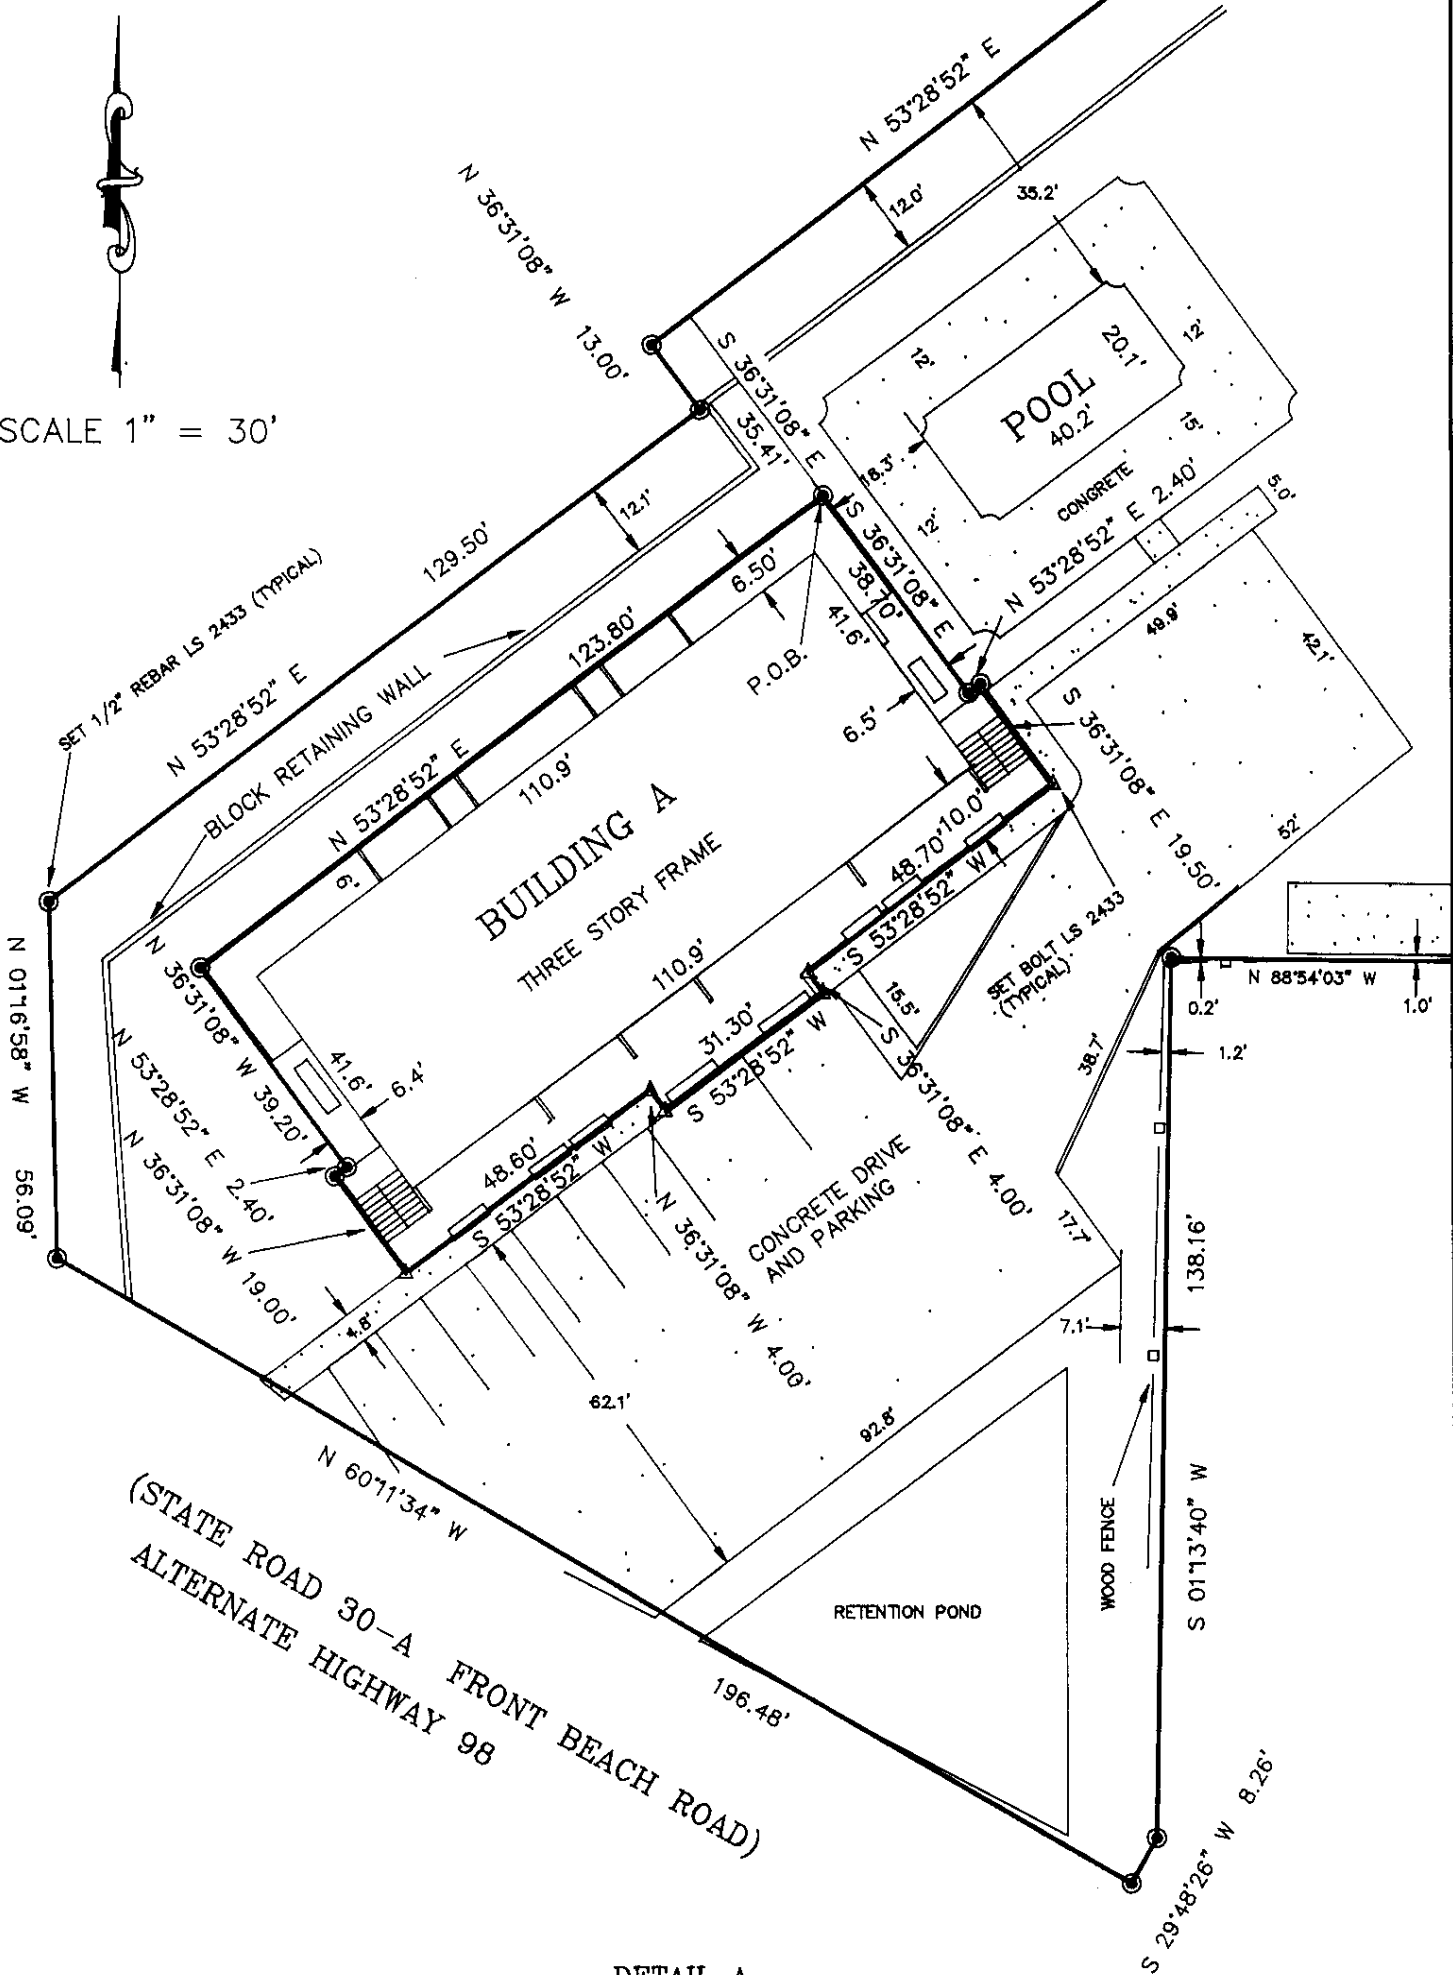 N 53°28'52" E
N 36°31'08" W 13.00'
12.0'
35.2'
SCALE 1" = 30'
S 36°31'08" E
35.41'
12'
20.1'
12'
POOL
40.2'
15'
18.3'
12'
CONCRETE
5.0'
N 53°28'52" E 2.40'
129.50'
12.1'
SET 1/2" REBAR LS 2433 (TYPICAL)
N 53°28'52" E
BLOCK RETAINING WALL
6.50'
123.80'
N 53°28'52" E
S 36°31'08" E
38.70'
41.6'
P.O.B.
6.5'
49.9'
42.1'
S 36°31'08" E 19.50'
52'
110.9'
BUILDING A
THREE STORY FRAME
6'
10.0'
48.70'
S 53°28'52" W
SET BOLT LS 2433
(TYPICAL)
N 88°54'03" W
0.2'
1.0'
1.2'
110.9'
15.5'
38.7'
N 01°16'58" W 56.09'
N 36°31'08" W 39.20'
N 53°28'52" E 2.40'
N 36°31'08" W 19.00'
41.6'
6.4'
31.30'
S 53°28'52" W
S 36°31'08" E 4.00'
48.60'
S 53°28'52" W
N 36°31'08" W 4.00'
CONCRETE DRIVE
AND PARKING
17.7'
138.16'
7.1'
4.8'
62.1'
92.8'
N 60°11'34" W
196.48'
WOOD FENCE
S 01°13'40" W
RETENTION POND
(STATE ROAD 30-A FRONT BEACH ROAD)
ALTERNATE HIGHWAY 98
S 29°48'26" W 8.26'
DETAIL A